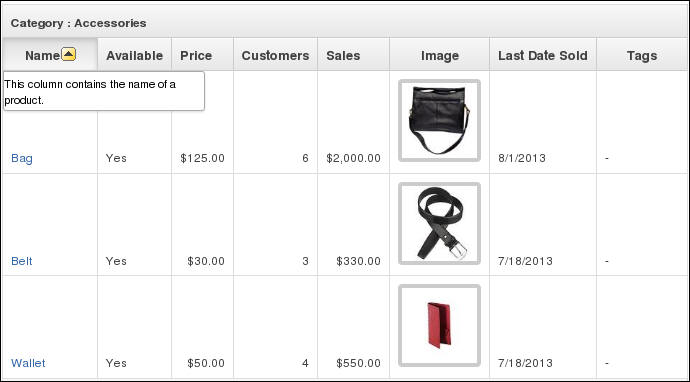 Category : Accessories
Name Available Price Customers Sales Image Last Date Sold Tags
This column contains the name of a
product.
Bag Yes $125.00 6 $2,000.00 8/1/2013 -
Belt Yes $30.00 3 $330.00 7/18/2013 -
Wallet Yes $50.00 4 $550.00 7/18/2013 -